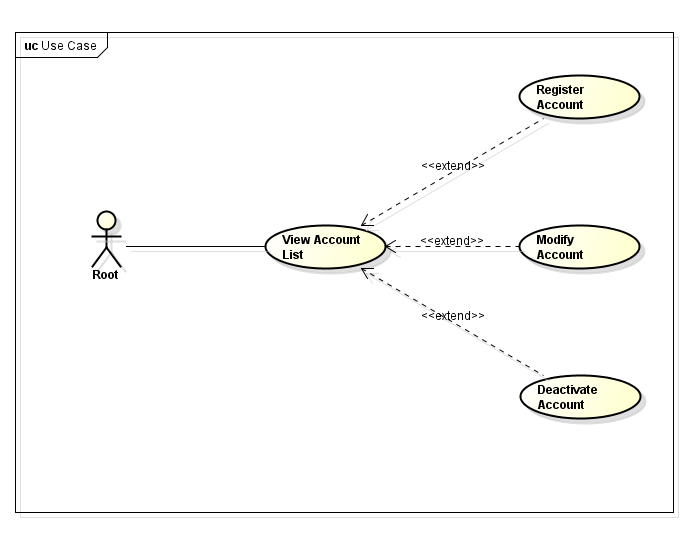 uc Use Case
Register
Account
<<extend>>
View Account
List
<<extend>>
Modify
Account
Root
<<extend>>
Deactivate
Account